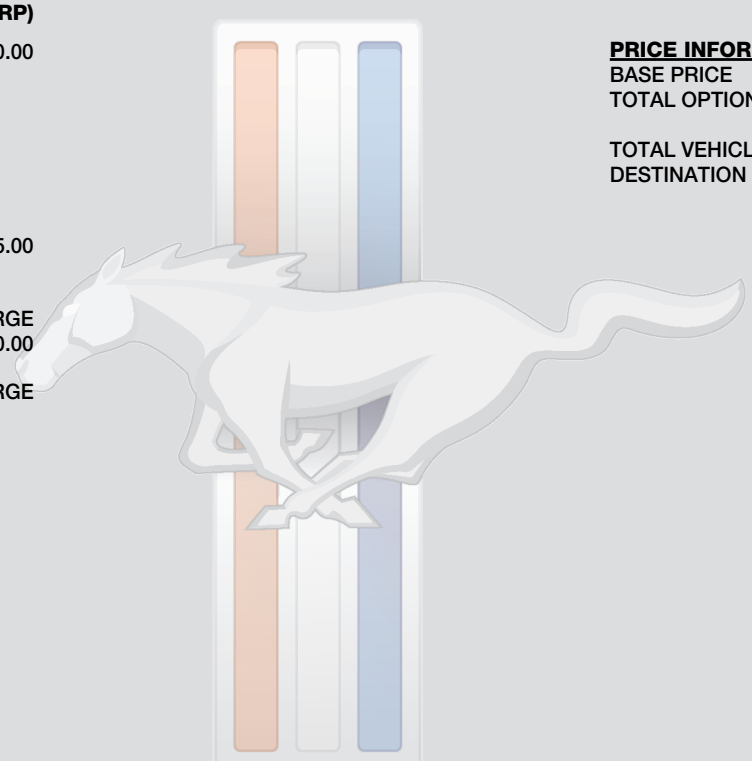 RP)
0.00
5.00
RGE
0.00
RGE
PRICE INFOR
BASE PRICE
TOTAL OPTION
TOTAL VEHICL
DESTINATION